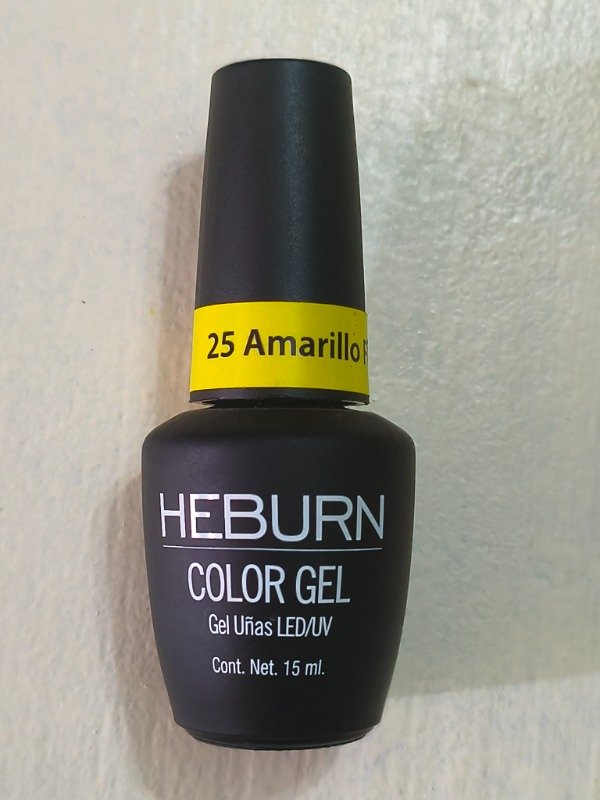 25 Amarillo
HEBURN
COLOR GEL
Gel Uñas LED/UV
Cont. Net. 15 ml.